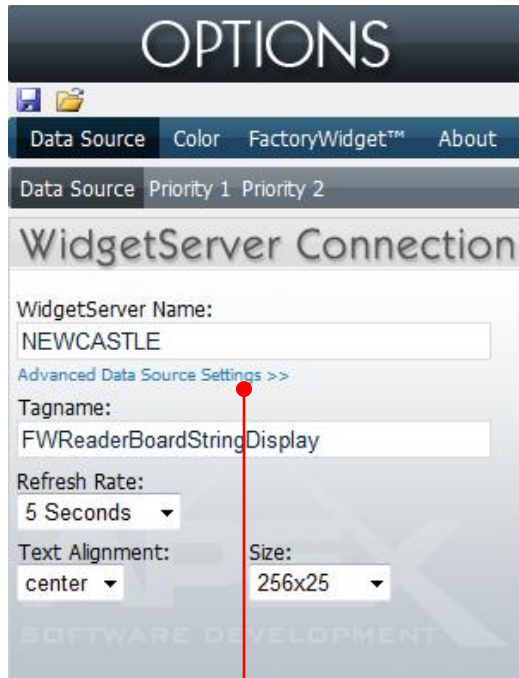 OPTIONS
Data Source Color FactoryWidget™ About
Data Source Priority 1 Priority 2
WidgetServer Connection
WidgetServer Name:
NEWCASTLE
Advanced Data Source Settings >>
Tagname:
FWReaderBoardStringDisplay
Refresh Rate:
5 Seconds
Text Alignment: Size:
center 256x25
APEX
SOFTWARE DEVELOPMENT